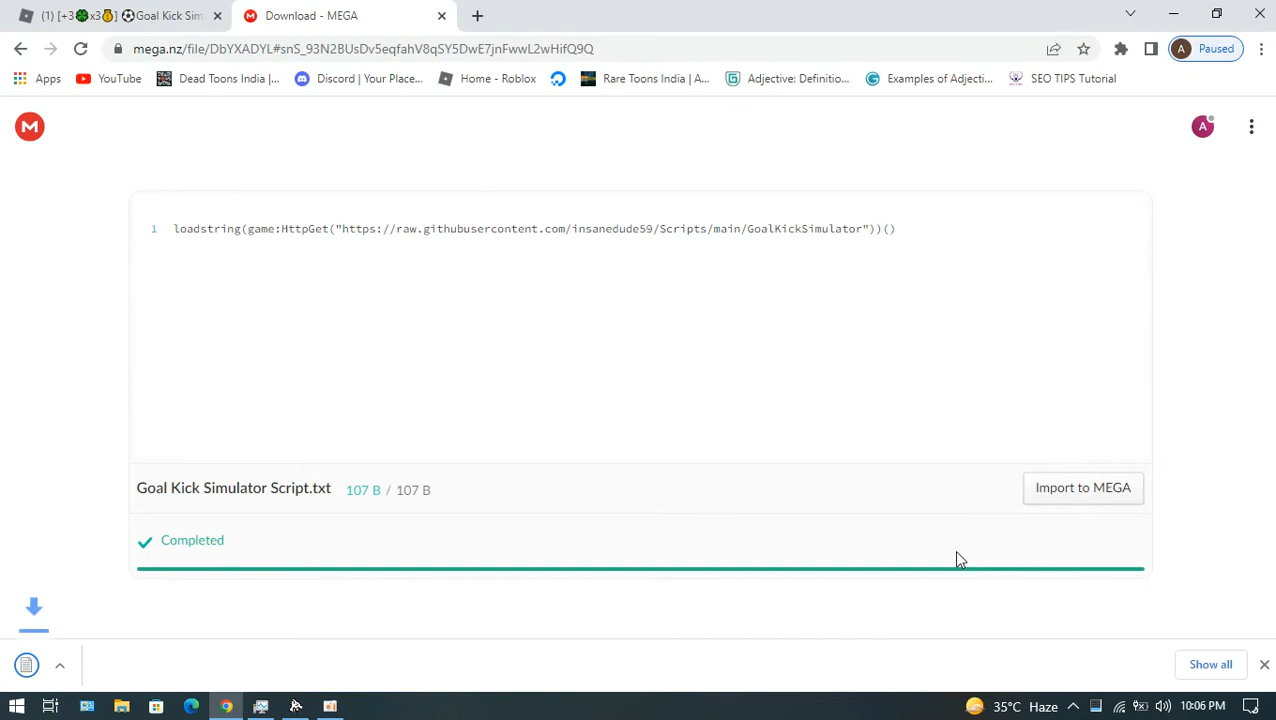 (1) [+3🍀x3💰] ⚽Goal Kick Sim
Download - MEGA
mega.nz/file/DbYXADYL#snS_93N2BUsDv5eqfahV8qSY5DwE7jnFwwL2wHifQ9Q
A
Paused
Apps
YouTube
Dead Toons India |...
Discord | Your Place...
Home - Roblox
Rare Toons India | A...
Adjective: Definitio...
Examples of Adjecti...
SEO TIPS Tutorial
M
A
1 loadstring(game:HttpGet("https://raw.githubusercontent.com/insanedude59/Scripts/main/GoalKickSimulator"))()
Goal Kick Simulator Script.txt 107 B / 107 B
Import to MEGA
Completed
Show all
35°C Haze
10:06 PM